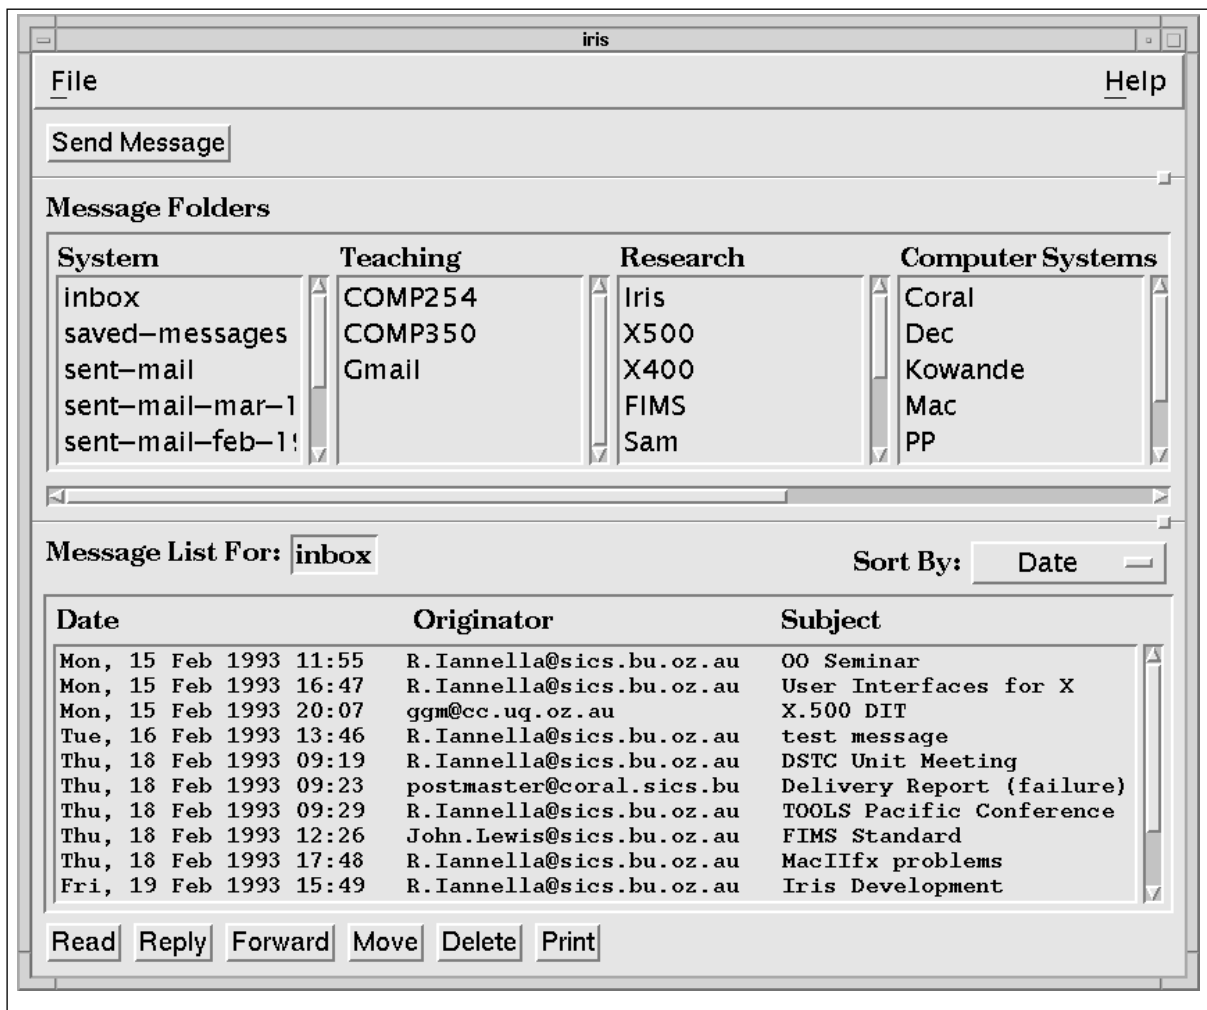 iris
File Help
Send Message
Message Folders
System Teaching Research Computer Systems
inbox COMP254 Iris Coral
saved–messages COMP350 X500 Dec
sent–mail Gmail X400 Kowande
sent–mail–mar–1 FIMS Mac
sent–mail–feb–19 Sam PP
Message List For: inbox Sort By: Date
Date Originator Subject
Mon, 15 Feb 1993 11:55 R.Iannella@sics.bu.oz.au OO Seminar
Mon, 15 Feb 1993 16:47 R.Iannella@sics.bu.oz.au User Interfaces for X
Mon, 15 Feb 1993 20:07 ggm@cc.uq.oz.au X.500 DIT
Tue, 16 Feb 1993 13:46 R.Iannella@sics.bu.oz.au test message
Thu, 18 Feb 1993 09:19 R.Iannella@sics.bu.oz.au DSTC Unit Meeting
Thu, 18 Feb 1993 09:23 postmaster@coral.sics.bu Delivery Report (failure)
Thu, 18 Feb 1993 09:29 R.Iannella@sics.bu.oz.au TOOLS Pacific Conference
Thu, 18 Feb 1993 12:26 John.Lewis@sics.bu.oz.au FIMS Standard
Thu, 18 Feb 1993 17:48 R.Iannella@sics.bu.oz.au MacIIfx problems
Fri, 19 Feb 1993 15:49 R.Iannella@sics.bu.oz.au Iris Development
Read Reply Forward Move Delete Print